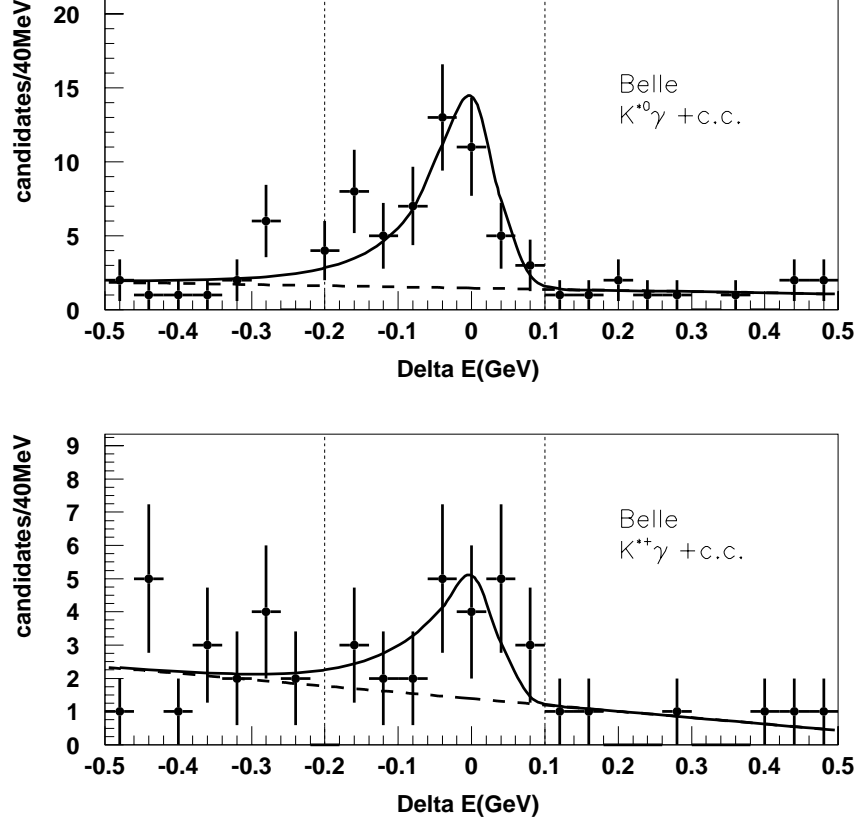 candidates/40MeV
20
15
10
5
0
Belle
K*0γ +c.c.
-0.5 -0.4 -0.3 -0.2 -0.1 0 0.1 0.2 0.3 0.4 0.5
Delta E(GeV)
candidates/40MeV
9
8
7
6
5
4
3
2
1
0
Belle
K*+γ +c.c.
-0.5 -0.4 -0.3 -0.2 -0.1 0 0.1 0.2 0.3 0.4 0.5
Delta E(GeV)